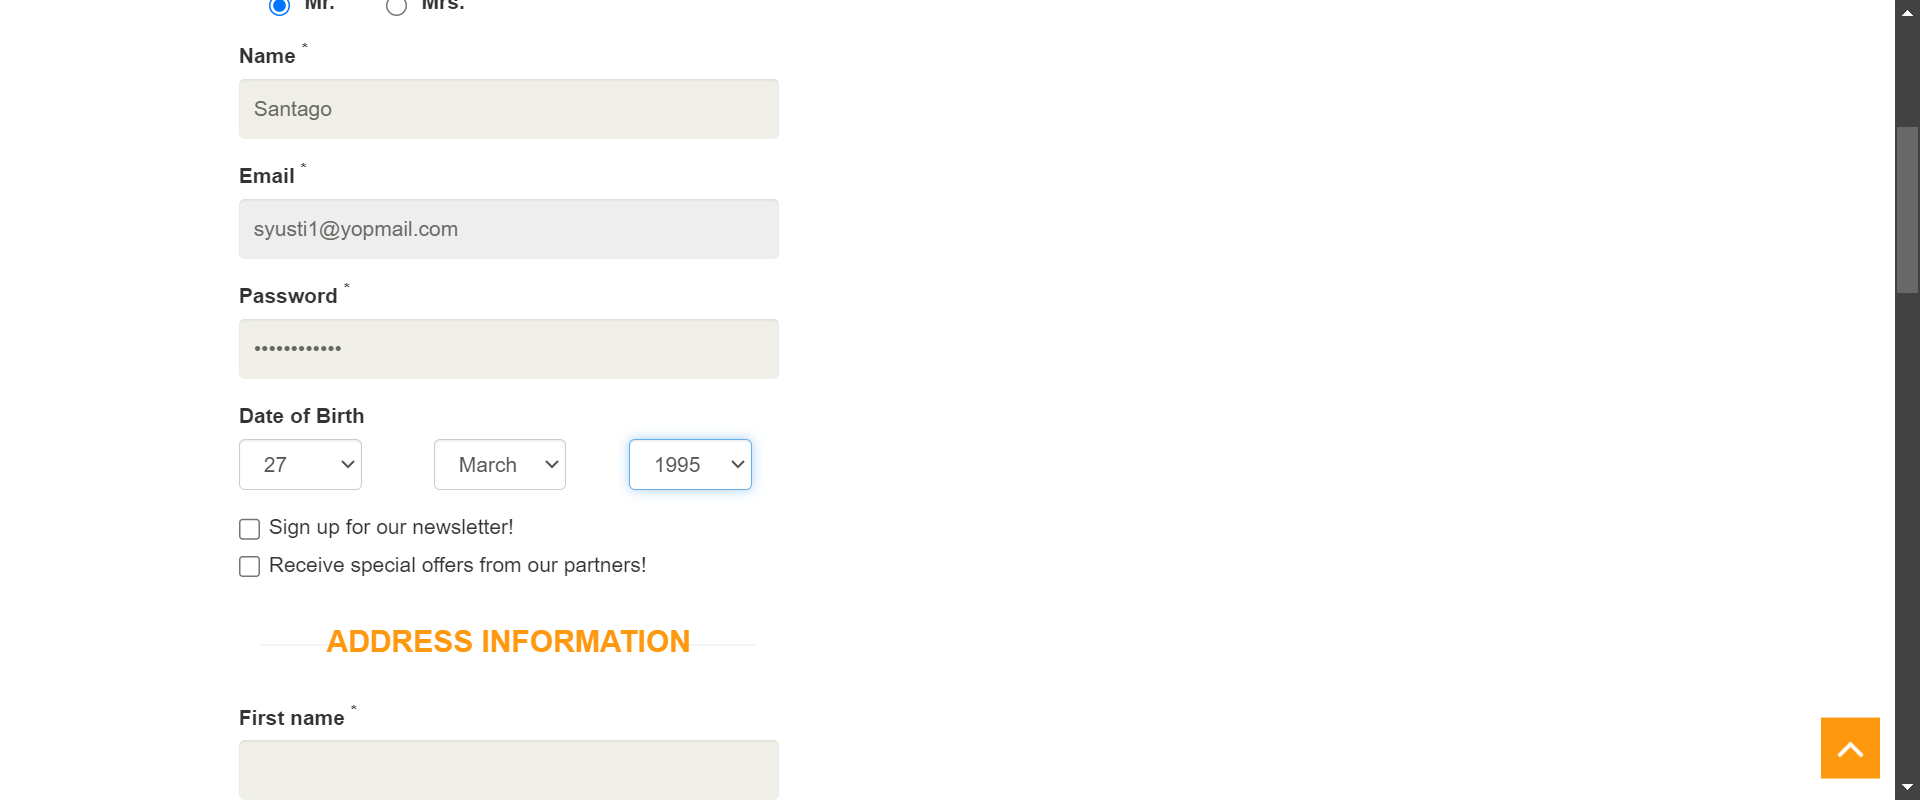 Mr. Mrs.
Name *
Santago
Email *
syusti1@yopmail.com
Password *
••••••••••••
Date of Birth
27 March 1995
Sign up for our newsletter!
Receive special offers from our partners!
ADDRESS INFORMATION
First name *